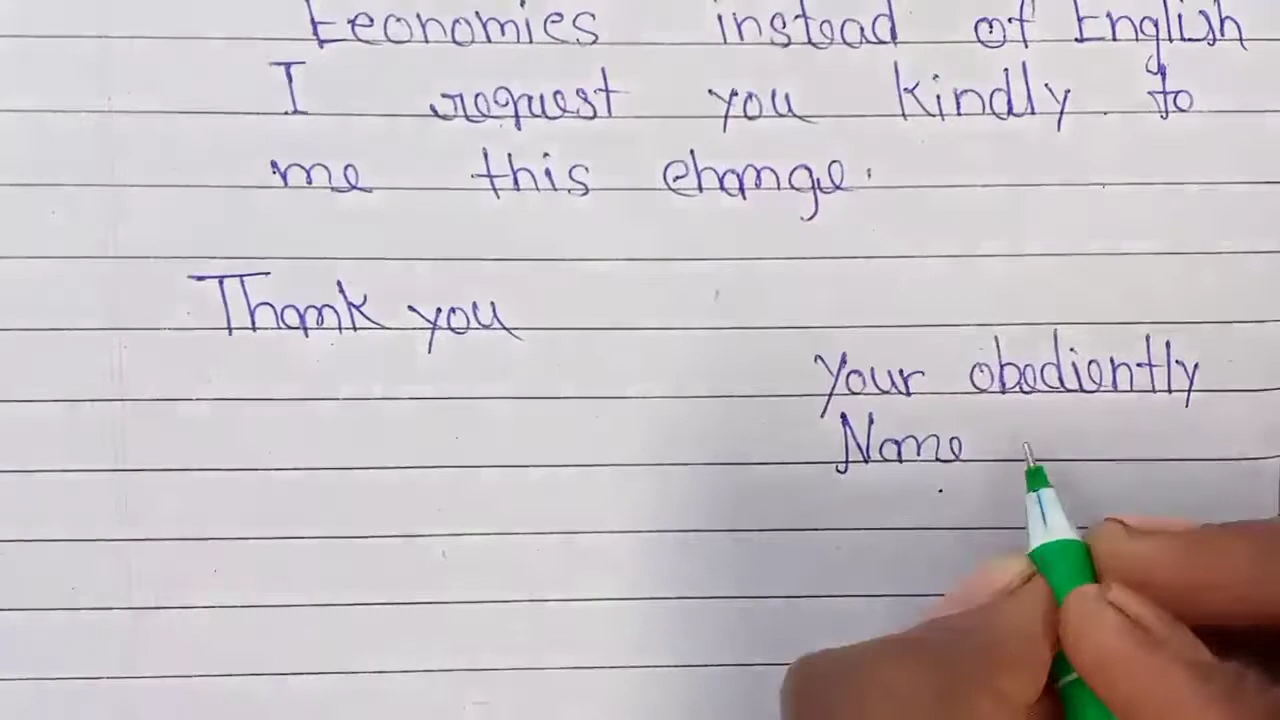 Economics instead of English
I request you kindly to
me this change.
Thank you
Your obediently
Name